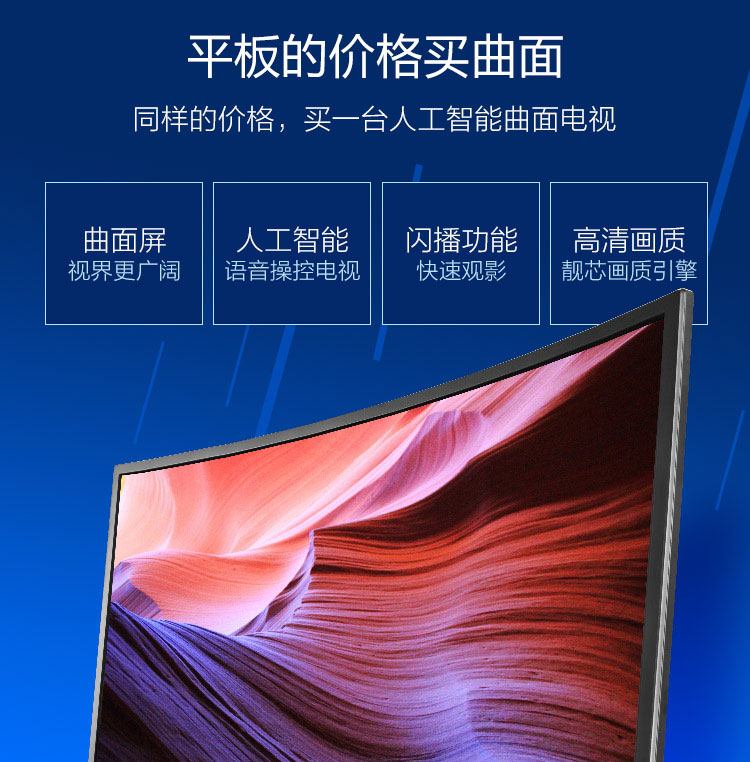 平板的价格买曲面
同样的价格，买一台人工智能曲面电视
曲面屏
视界更广阔
人工智能
语音操控电视
闪播功能
快速观影
高清画质
靓芯画质引擎